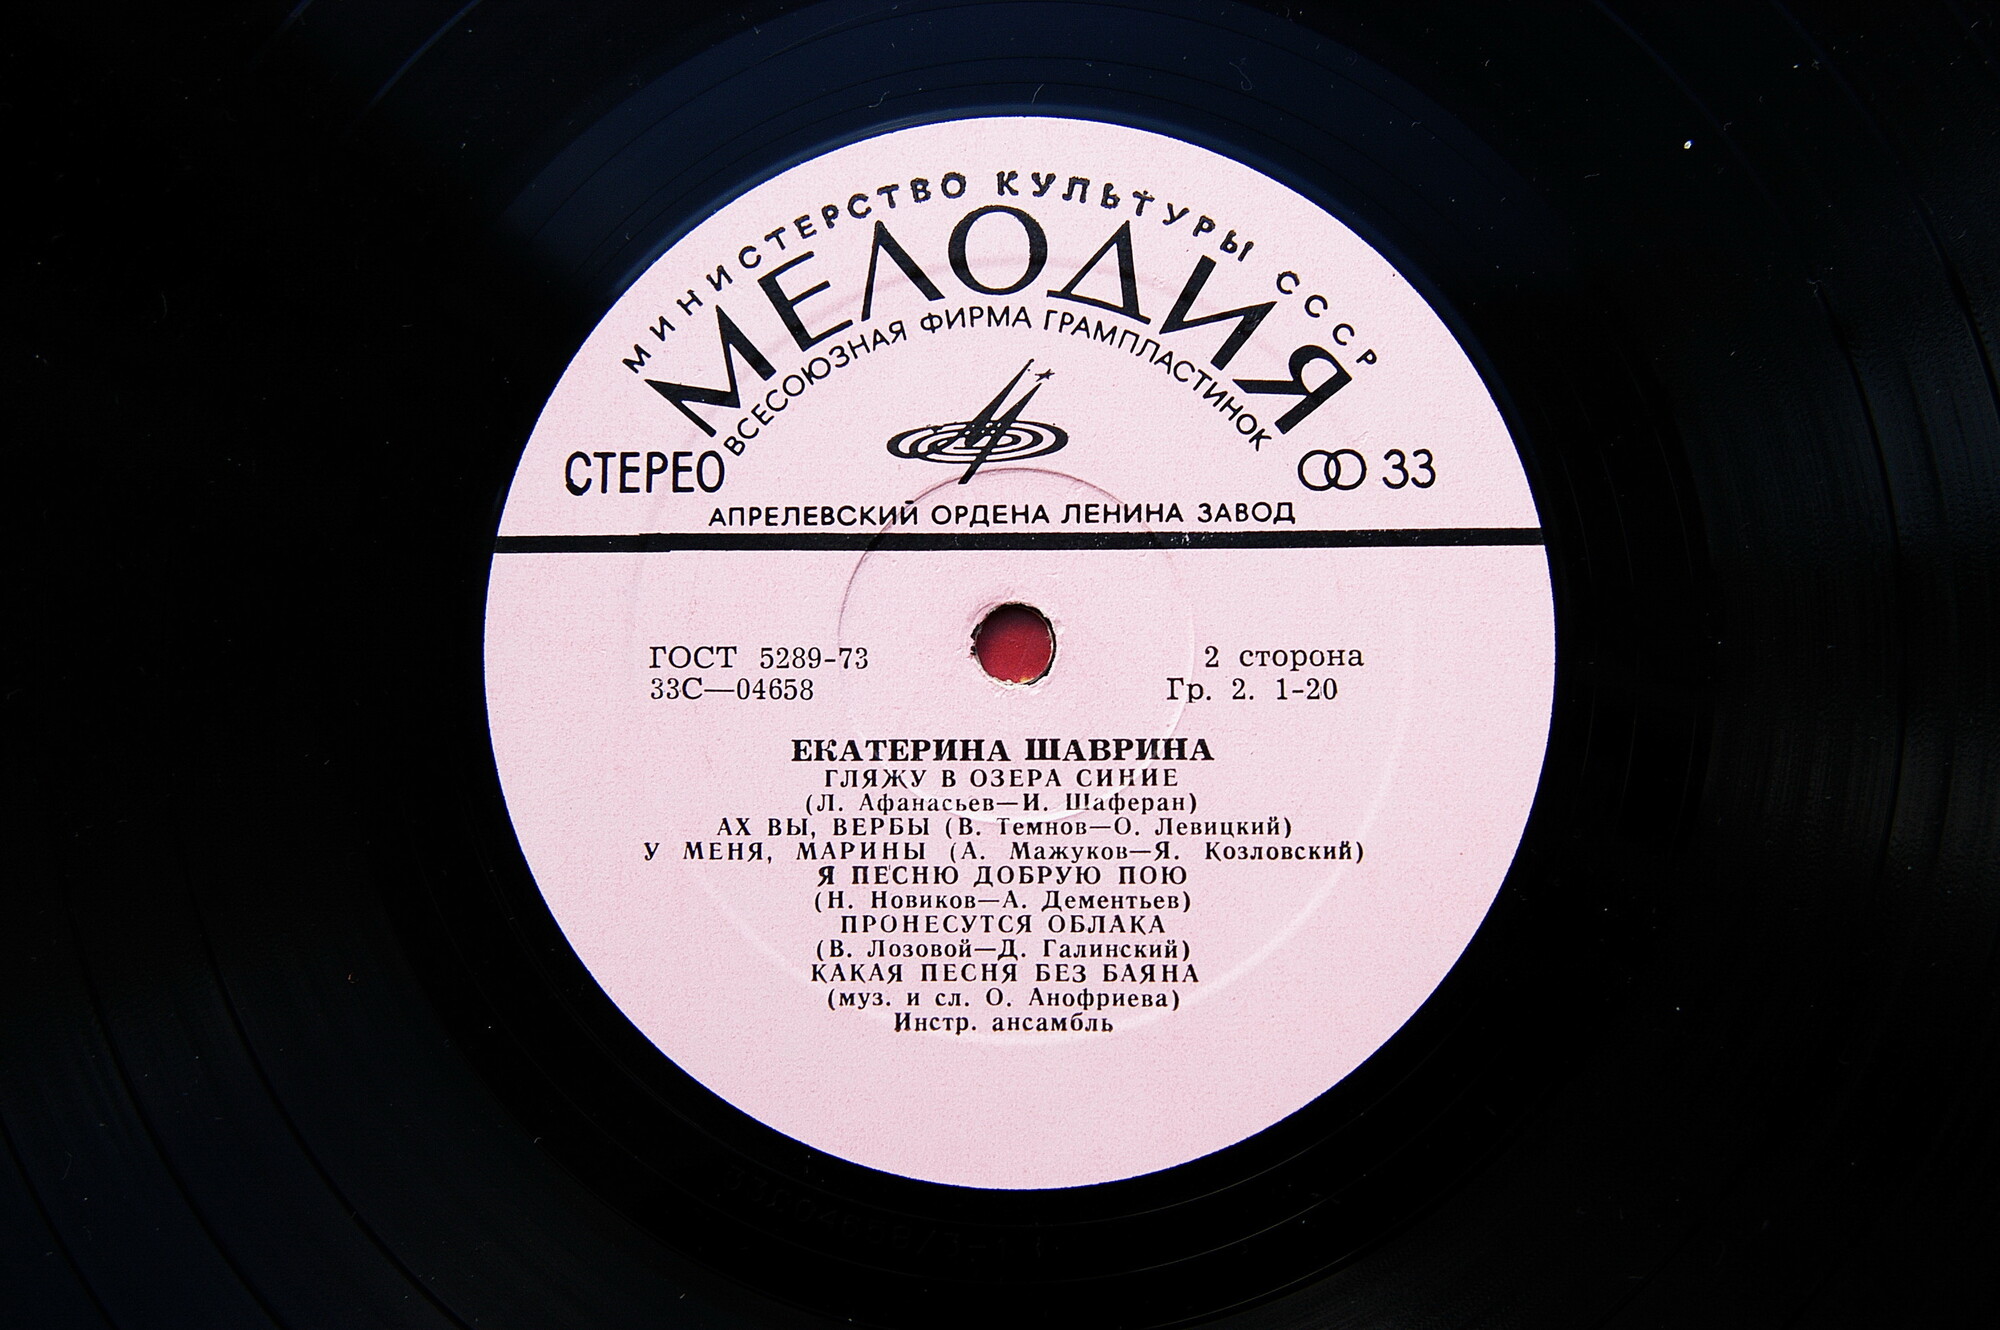 МИНИСТЕРСТВО КУЛЬТУРЫ СССР
МЕЛОДИЯ
ВСЕСОЮЗНАЯ ФИРМА ГРАМПЛАСТИНОК
СТЕРЕО
33
АПРЕЛЕВСКИЙ ОРДЕНА ЛЕНИНА ЗАВОД
ГОСТ 5289-73
2 сторона
33С—04658
Гр. 2. 1-20
ЕКАТЕРИНА ШАВРИНА
ГЛЯЖУ В ОЗЕРА СИНИЕ
(Л. Афанасьев—И. Шаферан)
АХ ВЫ, ВЕРБЫ (В. Темнов—О. Левицкий)
У МЕНЯ, МАРИНЫ (А. Мажуков—Я. Козловский)
Я ПЕСНЮ ДОБРУЮ ПОЮ
(Н. Новиков—А. Дементьев)
ПРОНЕСУТСЯ ОБЛАКА
(В. Лозовой—Д. Галинский)
КАКАЯ ПЕСНЯ БЕЗ БАЯНА
(муз. и сл. О. Анофриева)
Инстр. ансамбль